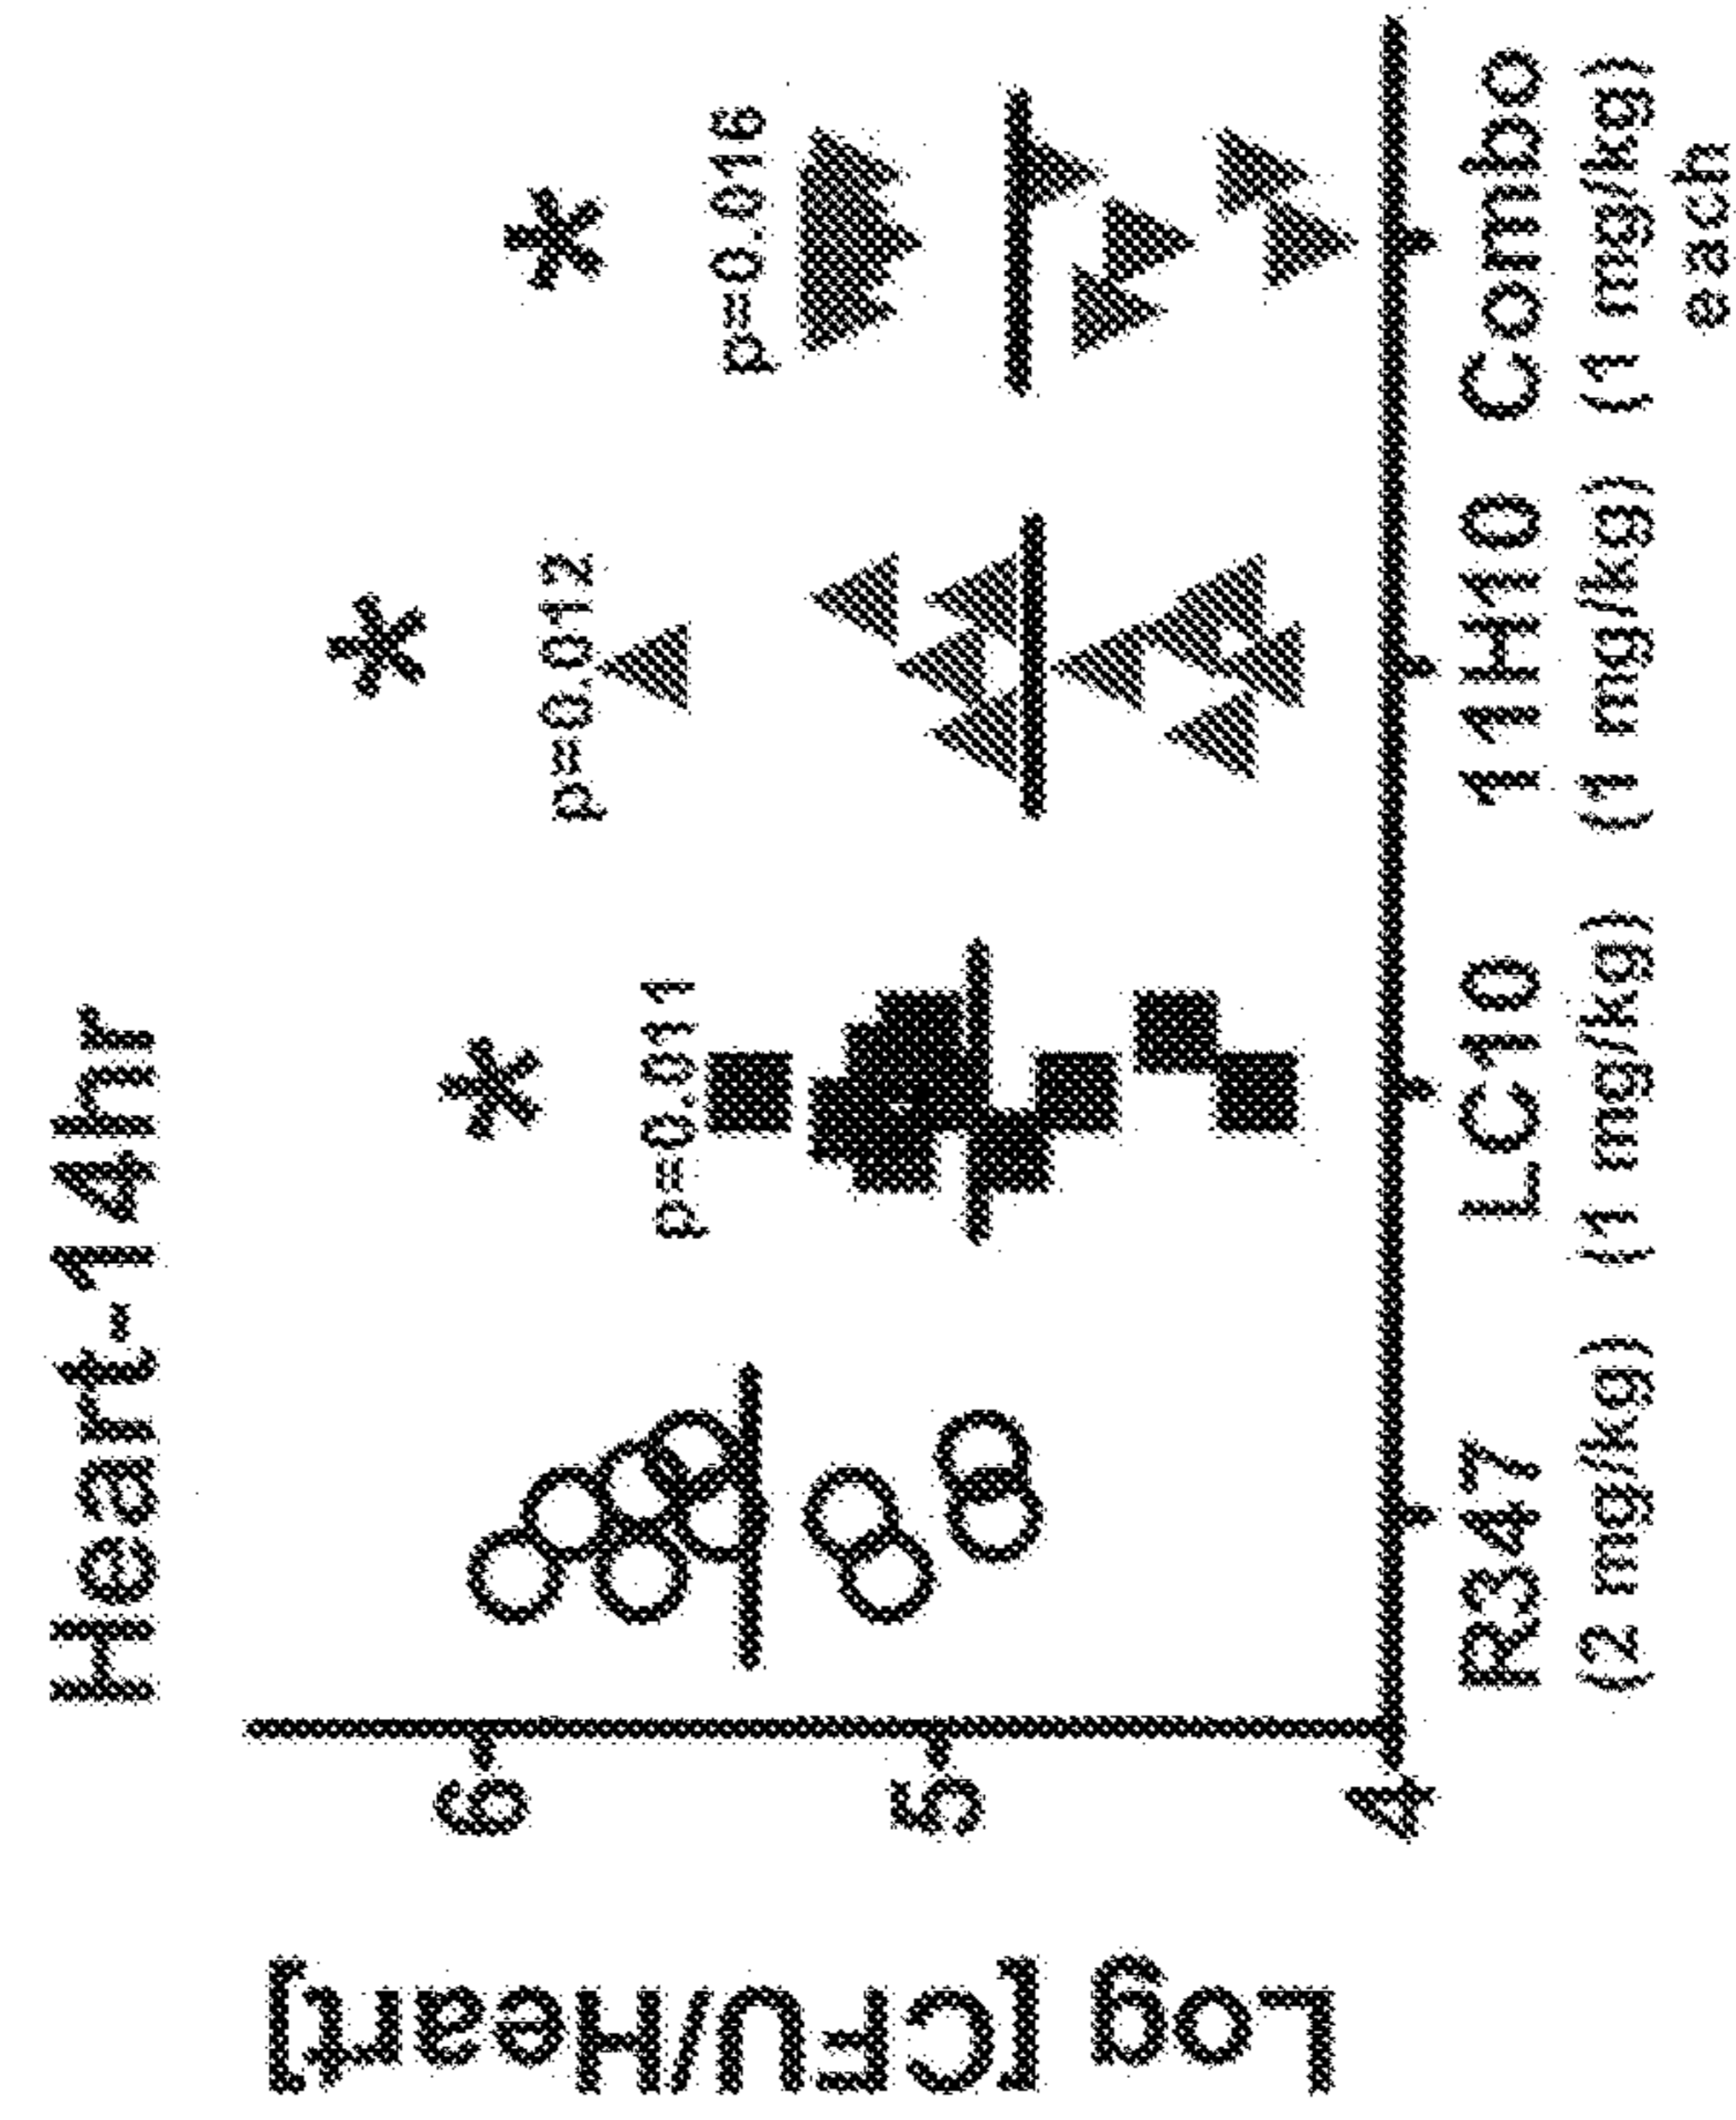 Heart-14hr
Log [CFU/Heart]
6
5
4
*
*
*
p=0.011
p=0.012
p=0.016
R347 LC10 11H10 Combo
(2 mg/kg) (1 mg/kg) (1 mg/kg) (1 mg/kg)
each